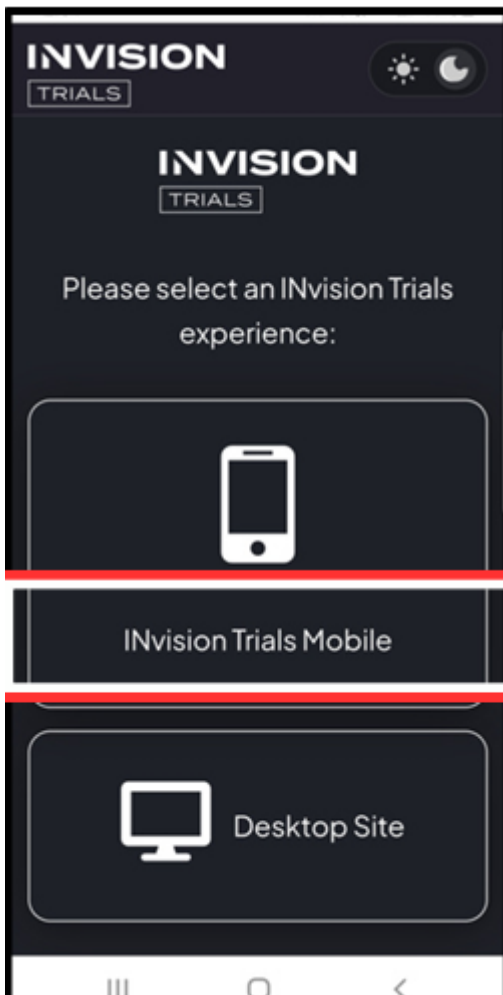 INVISION
TRIALS
INVISION
TRIALS
Please select an INvision Trials
experience:
INvision Trials Mobile
Desktop Site